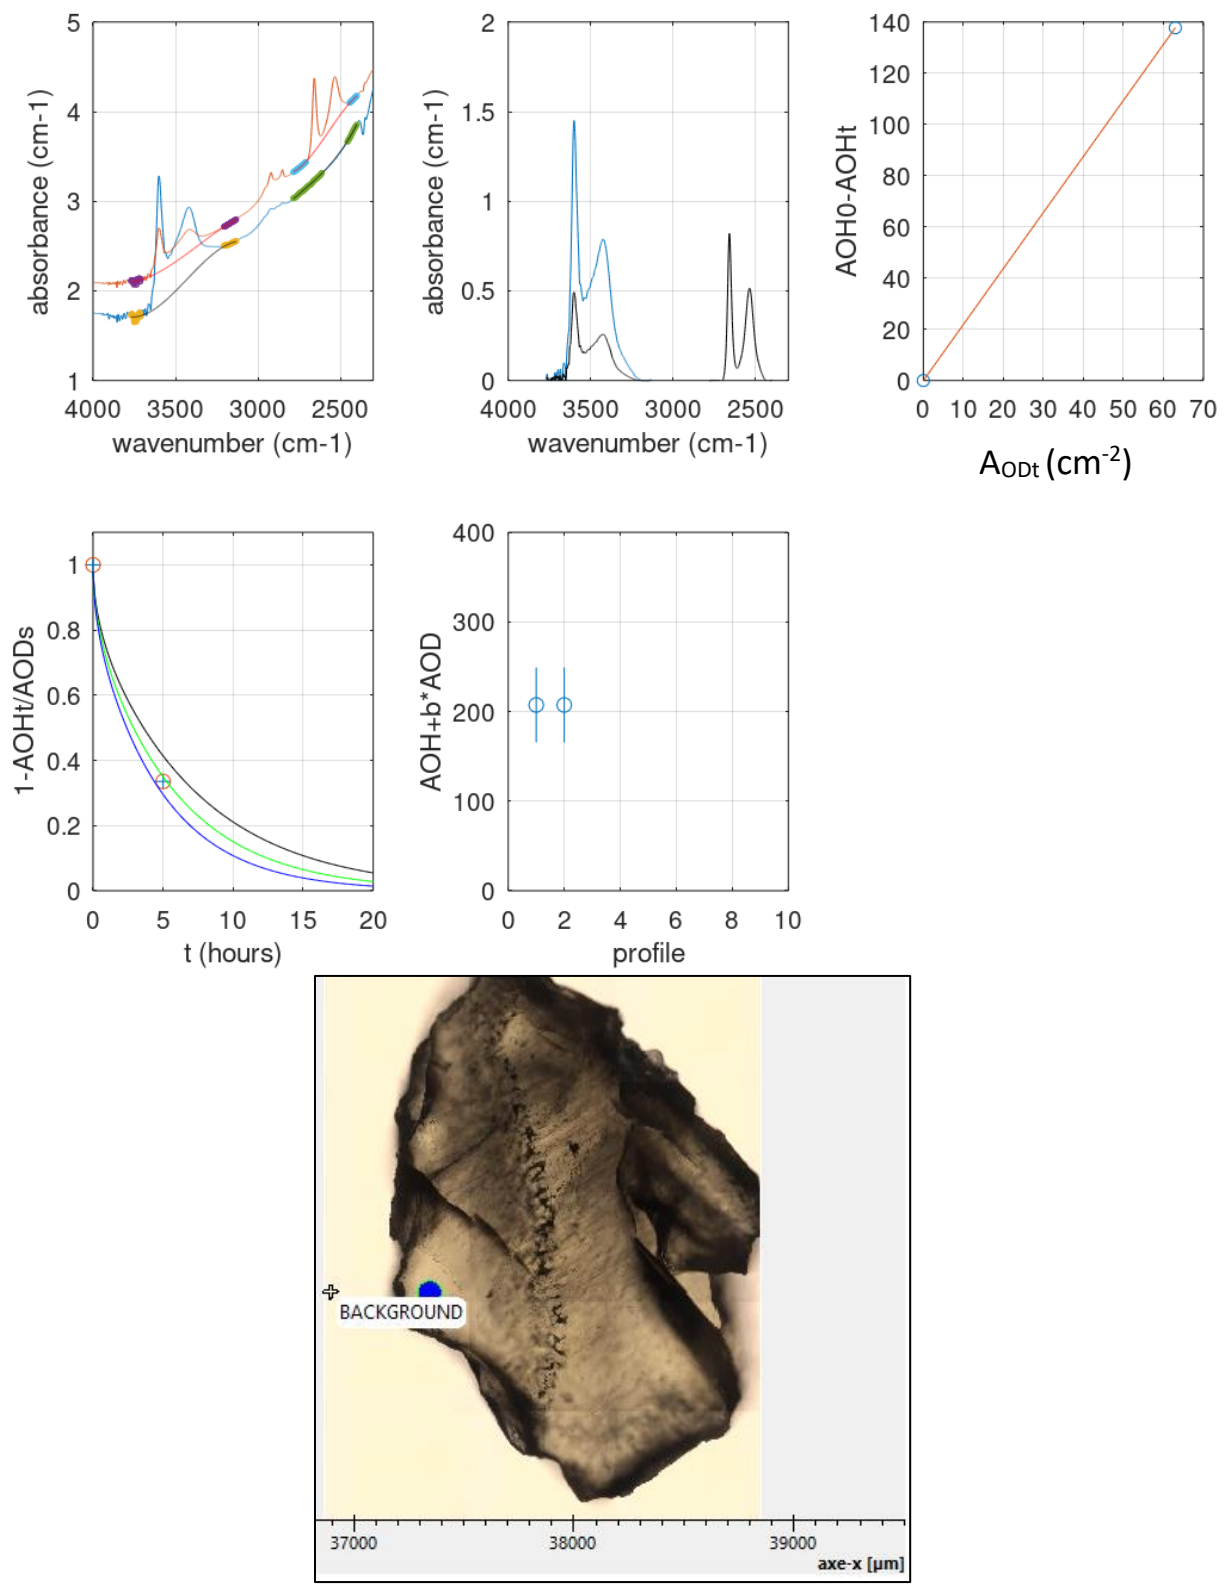 5
4
3
2
1
absorbance (cm-1)
4000 3500 3000 2500
wavenumber (cm-1)
2
1.5
1
0.5
0
absorbance (cm-1)
4000 3500 3000 2500
wavenumber (cm-1)
140
120
100
80
60
40
20
0
AOH0-AOHt
0 10 20 30 40 50 60 70
AODt (cm-2)
1
0.8
0.6
0.4
0.2
0
1-AOHt/AODs
0 5 10 15 20
t (hours)
400
300
200
100
0
AOH+b*AOD
0 2 4 6 8 10
profile
BACKGROUND
37000 38000 39000
axe-x [µm]